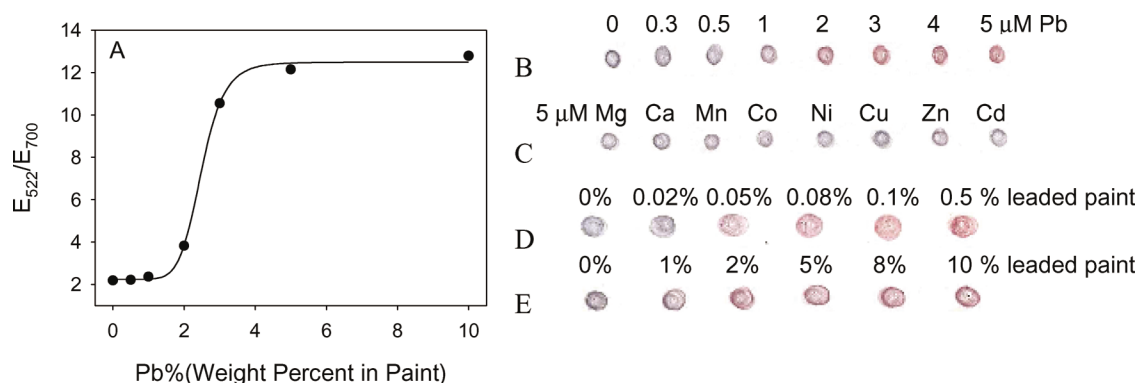 A
14
12
10
8
6
4
2
0 2 4 6 8 10
E522/E700
Pb%(Weight Percent in Paint)
0 0.3 0.5 1 2 3 4 5 μM Pb
B
5 μM Mg Ca Mn Co Ni Cu Zn Cd
C
0% 0.02% 0.05% 0.08% 0.1% 0.5 % leaded paint
D
0% 1% 2% 5% 8% 10 % leaded paint
E